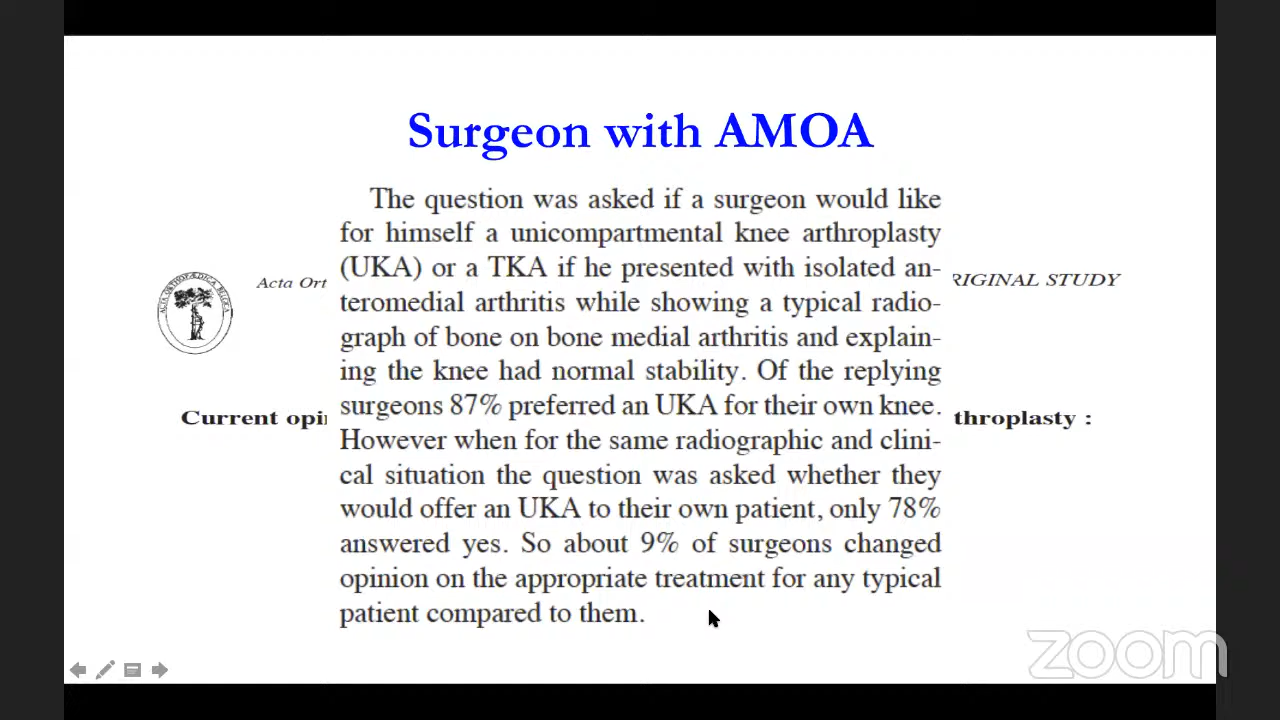 Surgeon with AMOA
The question was asked if a surgeon would like
for himself a unicompartmental knee arthroplasty
(UKA) or a TKA if he presented with isolated an-
teromedial arthritis while showing a typical radio-
graph of bone on bone medial arthritis and explain-
ing the knee had normal stability. Of the replying
surgeons 87% preferred an UKA for their own knee.
However when for the same radiographic and clini-
cal situation the question was asked whether they
would offer an UKA to their own patient, only 78%
answered yes. So about 9% of surgeons changed
opinion on the appropriate treatment for any typical
patient compared to them.
ACTA ORTHOPÆDICA BELGICA
Acta Ort
RIGINAL STUDY
Current opi
throplasty :
zoom